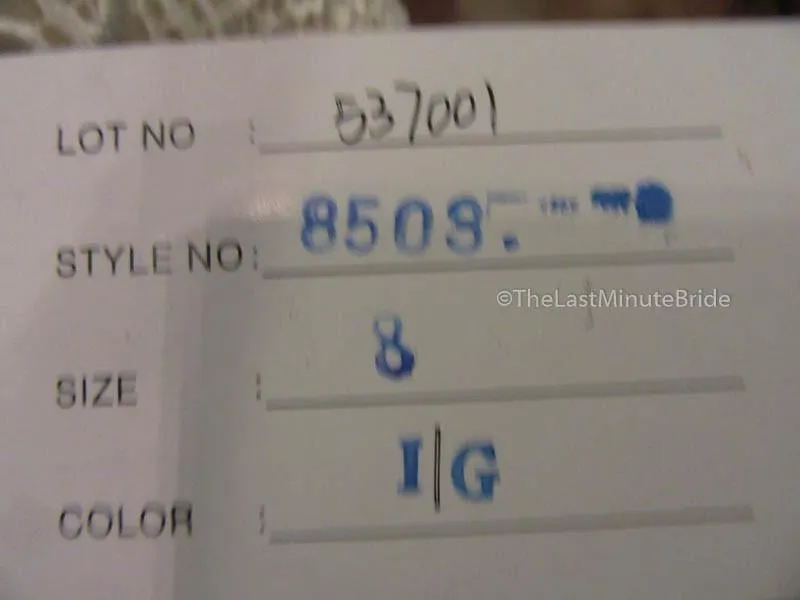 LOT NO : 537001
STYLE NO: 8509.
©TheLastMinuteBride
SIZE : 8
COLOR : I|G